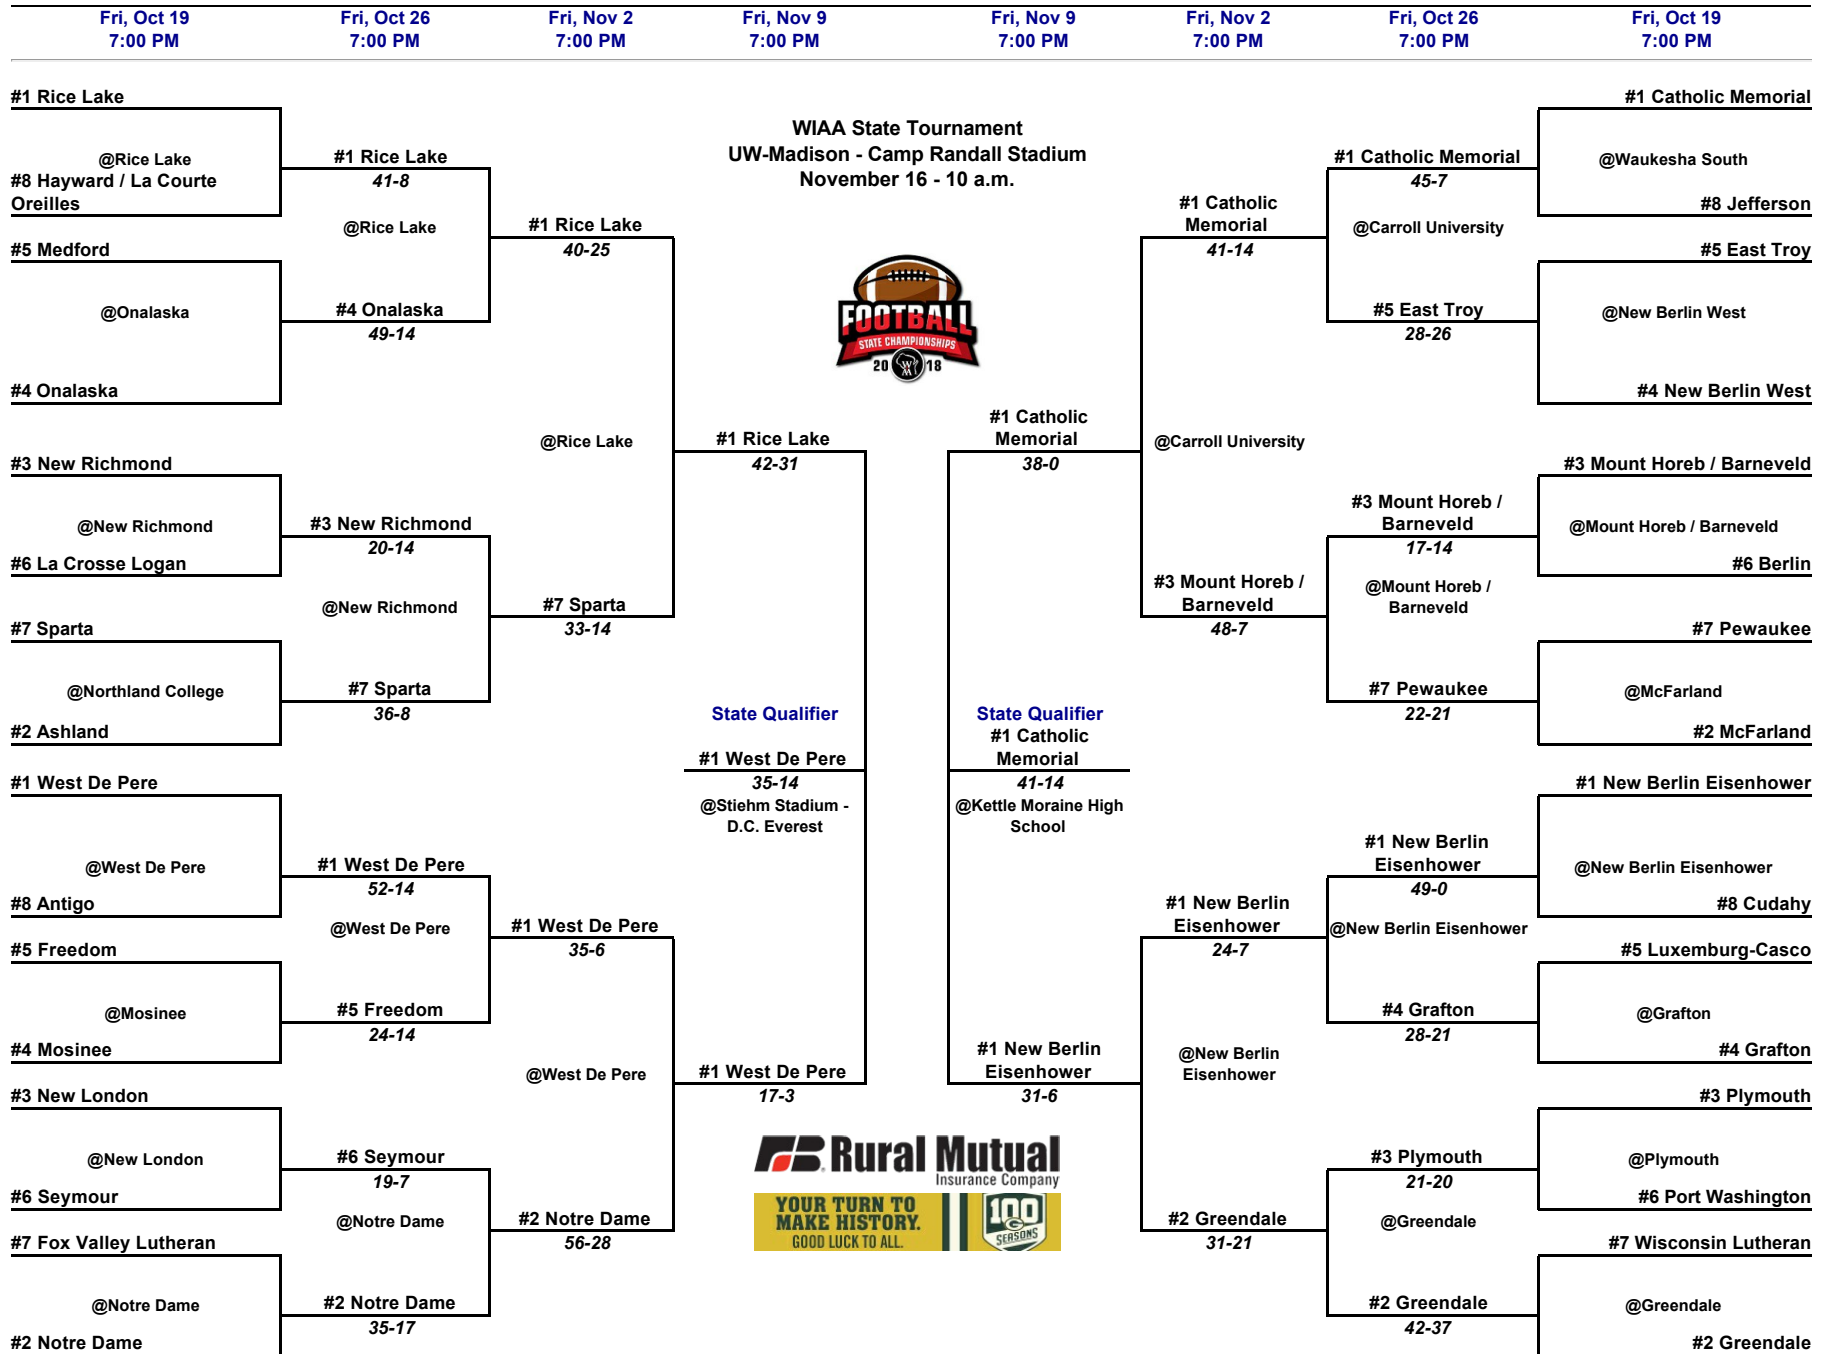 Fri, Oct 19
7:00 PM
Fri, Oct 26
7:00 PM
Fri, Nov 2
7:00 PM
Fri, Nov 9
7:00 PM
Fri, Nov 9
7:00 PM
Fri, Nov 2
7:00 PM
Fri, Oct 26
7:00 PM
Fri, Oct 19
7:00 PM
#1 Rice Lake
@Rice Lake
#8 Hayward / La Courte
Oreilles
#5 Medford
@Onalaska
#4 Onalaska
#3 New Richmond
@New Richmond
#6 La Crosse Logan
#7 Sparta
@Northland College
#2 Ashland
#1 West De Pere
@West De Pere
#8 Antigo
#5 Freedom
@Mosinee
#4 Mosinee
#3 New London
@New London
#6 Seymour
#7 Fox Valley Lutheran
@Notre Dame
#2 Notre Dame
#1 Rice Lake
41-8
@Rice Lake
#4 Onalaska
49-14
#3 New Richmond
20-14
@New Richmond
#7 Sparta
36-8
#1 West De Pere
52-14
@West De Pere
#5 Freedom
24-14
#6 Seymour
19-7
@Notre Dame
#2 Notre Dame
35-17
#1 Rice Lake
40-25
@Rice Lake
#7 Sparta
33-14
#1 West De Pere
35-6
@West De Pere
#2 Notre Dame
56-28
#1 Rice Lake
42-31
State Qualifier
#1 West De Pere
35-14
@Stiehm Stadium -
D.C. Everest
#1 West De Pere
17-3
WIAA State Tournament
UW-Madison - Camp Randall Stadium
November 16 - 10 a.m.
FOOTBALL
STATE CHAMPIONSHIPS
20 18
Rural Mutual
Insurance Company
YOUR TURN TO
MAKE HISTORY.
GOOD LUCK TO ALL.
100
G
SEASONS
#1 Catholic
Memorial
38-0
State Qualifier
#1 Catholic
Memorial
41-14
@Kettle Moraine High
School
#1 New Berlin
Eisenhower
31-6
#1 Catholic
Memorial
41-14
@Carroll University
#3 Mount Horeb /
Barneveld
48-7
#1 New Berlin
Eisenhower
24-7
@New Berlin
Eisenhower
#2 Greendale
31-21
#1 Catholic Memorial
45-7
@Carroll University
#5 East Troy
28-26
#3 Mount Horeb /
Barneveld
17-14
@Mount Horeb /
Barneveld
#7 Pewaukee
22-21
#1 New Berlin
Eisenhower
49-0
@New Berlin Eisenhower
#4 Grafton
28-21
#3 Plymouth
21-20
@Greendale
#2 Greendale
42-37
#1 Catholic Memorial
@Waukesha South
#8 Jefferson
#5 East Troy
@New Berlin West
#4 New Berlin West
#3 Mount Horeb / Barneveld
@Mount Horeb / Barneveld
#6 Berlin
#7 Pewaukee
@McFarland
#2 McFarland
#1 New Berlin Eisenhower
@New Berlin Eisenhower
#8 Cudahy
#5 Luxemburg-Casco
@Grafton
#4 Grafton
#3 Plymouth
@Plymouth
#6 Port Washington
#7 Wisconsin Lutheran
@Greendale
#2 Greendale